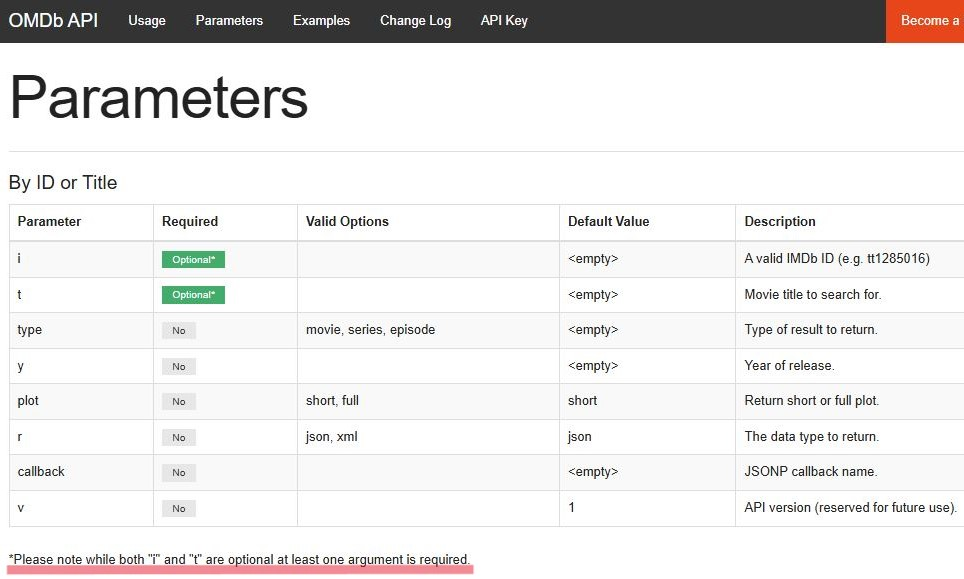 OMDb API Usage Parameters Examples Change Log API Key Become a
Parameters
By ID or Title
Parameter Required Valid Options Default Value Description
i Optional* <empty> A valid IMDb ID (e.g. tt1285016)
t Optional* <empty> Movie title to search for.
type No movie, series, episode <empty> Type of result to return.
y No <empty> Year of release.
plot No short, full short Return short or full plot.
r No json, xml json The data type to return.
callback No <empty> JSONP callback name.
v No 1 API version (reserved for future use).
*Please note while both "i" and "t" are optional at least one argument is required.